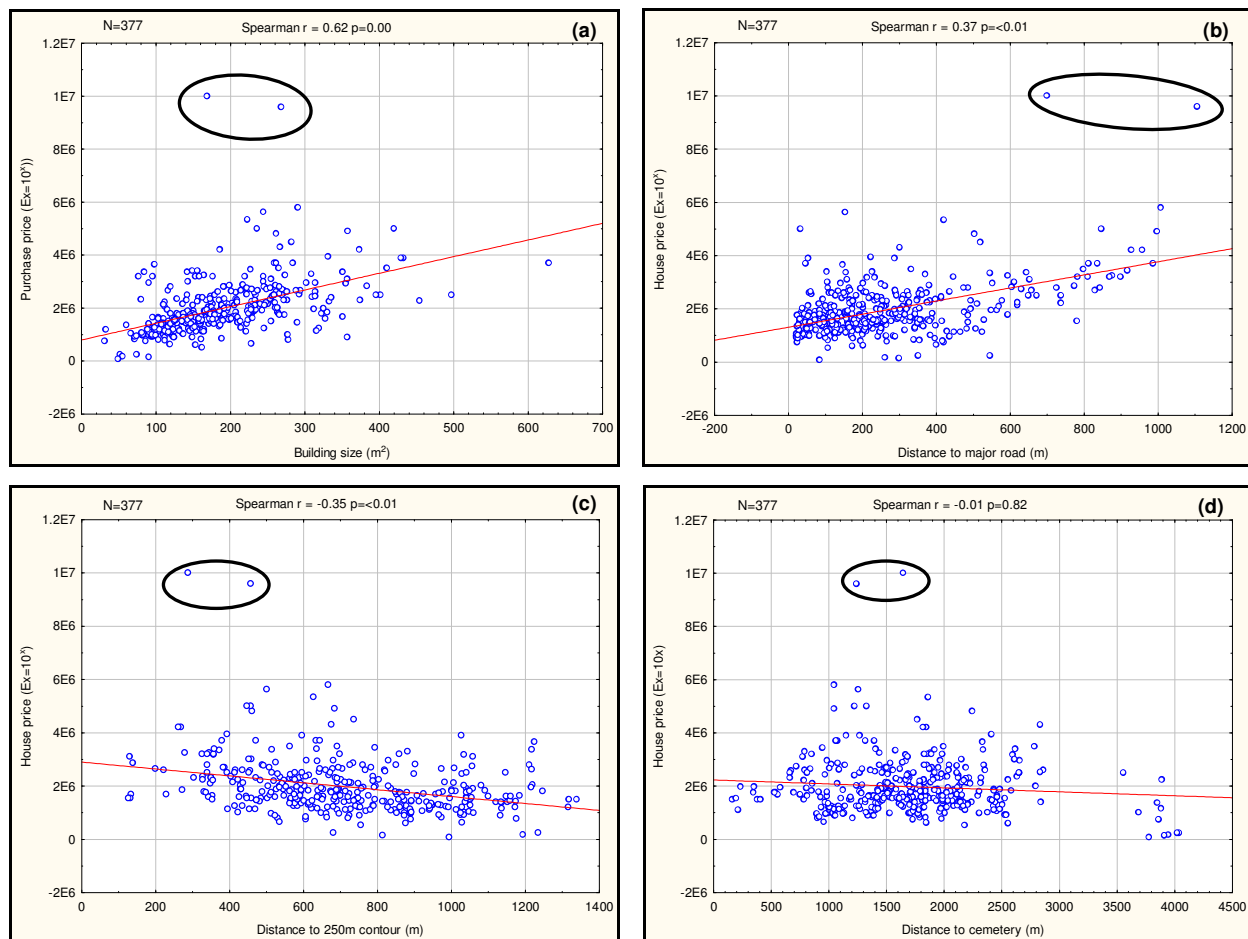 N=377
Spearman r = 0.62 p=0.00
(a)
1.2E7
1E7
8E6
6E6
4E6
2E6
0
-2E6
Purchase price (Ex=10ˣ))
0 100 200 300 400 500 600 700
Building size (m²)
N=377
Spearman r = 0.37 p=<0.01
(b)
1.2E7
1E7
8E6
6E6
4E6
2E6
0
-2E6
House price (Ex=10ˣ)
-200 0 200 400 600 800 1000 1200
Distance to major road (m)
N=377
Spearman r = -0.35 p=<0.01
(c)
1.2E7
1E7
8E6
6E6
4E6
2E6
0
-2E6
House price (Ex=10ˣ)
0 200 400 600 800 1000 1200 1400
Distance to 250m contour (m)
N=377
Spearman r = -0.01 p=0.82
(d)
1.2E7
1E7
8E6
6E6
4E6
2E6
0
-2E6
House price (Ex=10x)
0 500 1000 1500 2000 2500 3000 3500 4000 4500
Distance to cemetery (m)